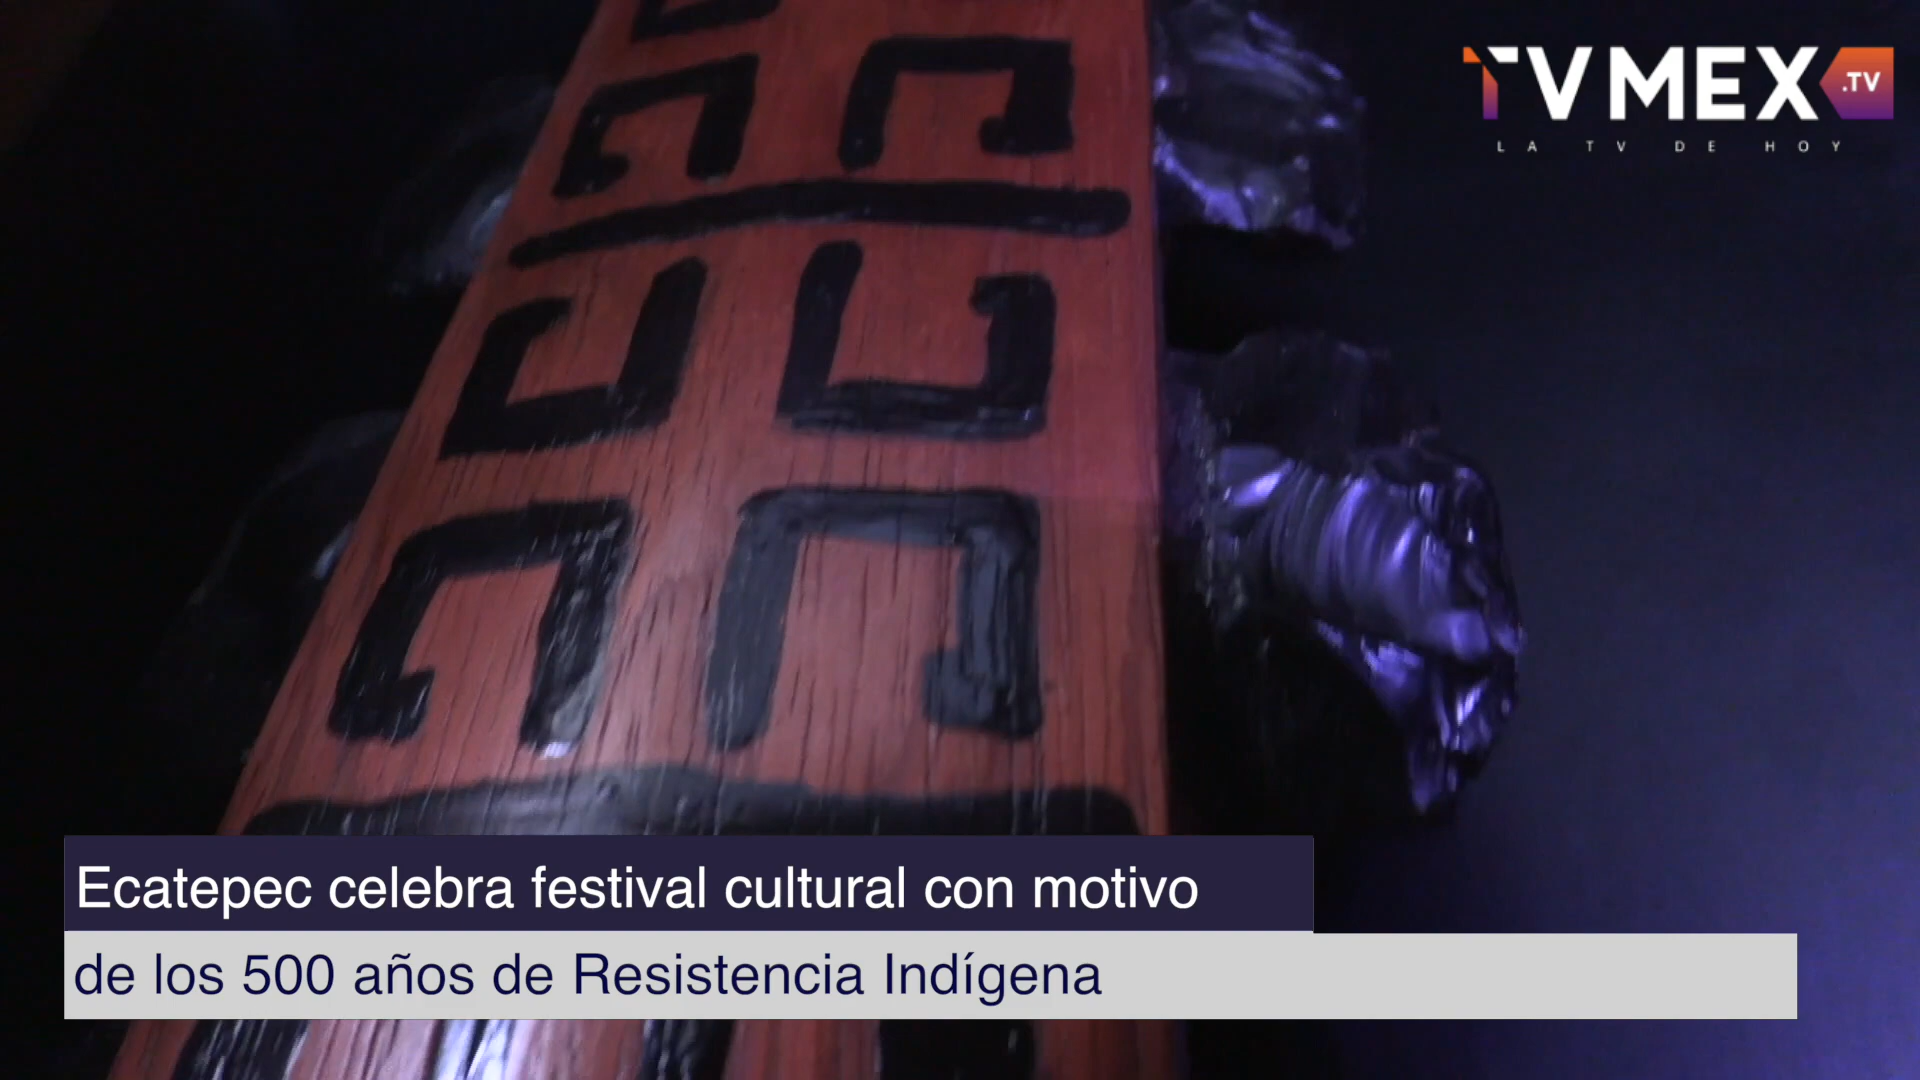 TVMEX .TV
LA TV DE HOY
Ecatepec celebra festival cultural con motivo
de los 500 años de Resistencia Indígena